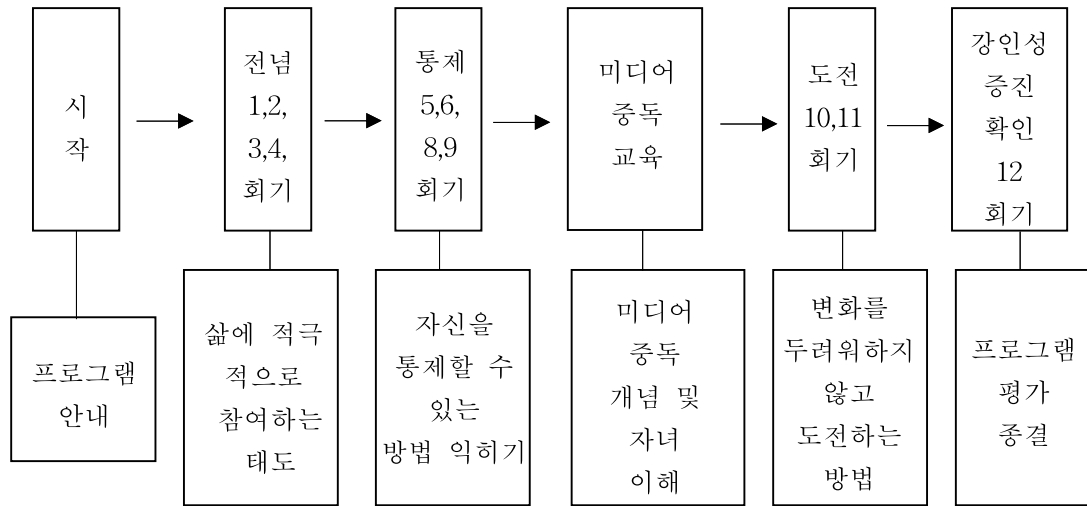 시
작
전념
1,2,
3,4,
회기
통제
5,6,
8,9
회기
미디어
중독
교육
도전
10,11
회기
강인성
증진
확인
12
회기
프로그램
안내
삶에 적극
적으로
참여하는
태도
자신을
통제할 수
있는
방법 익히기
미디어
중독
개념 및
자녀
이해
변화를
두려워하지
않고
도전하는
방법
프로그램
평가
종결